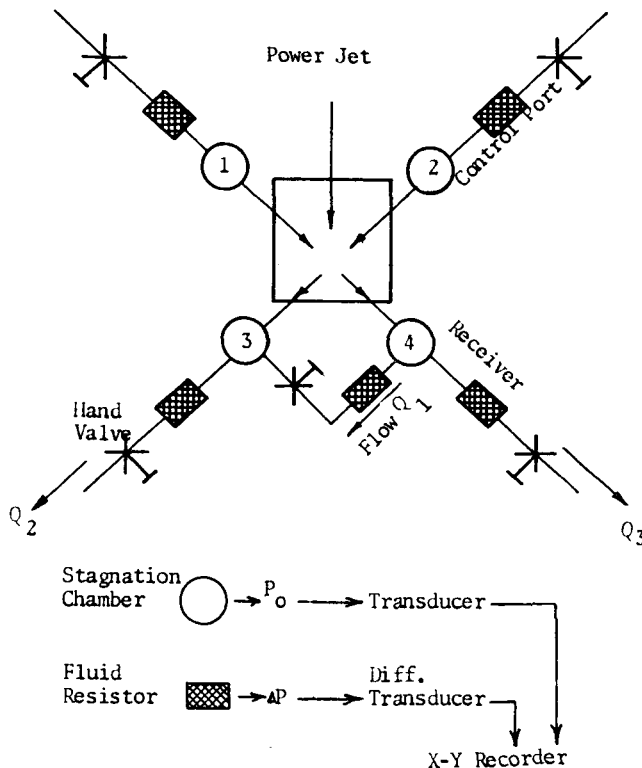 Power Jet
Control Port
1
2
3
4
Receiver
Hand
Valve
Flow Q1
Q2
Q3
Stagnation
Chamber
Po
Transducer
Fluid
Resistor
ΔP
Diff.
Transducer
X-Y Recorder